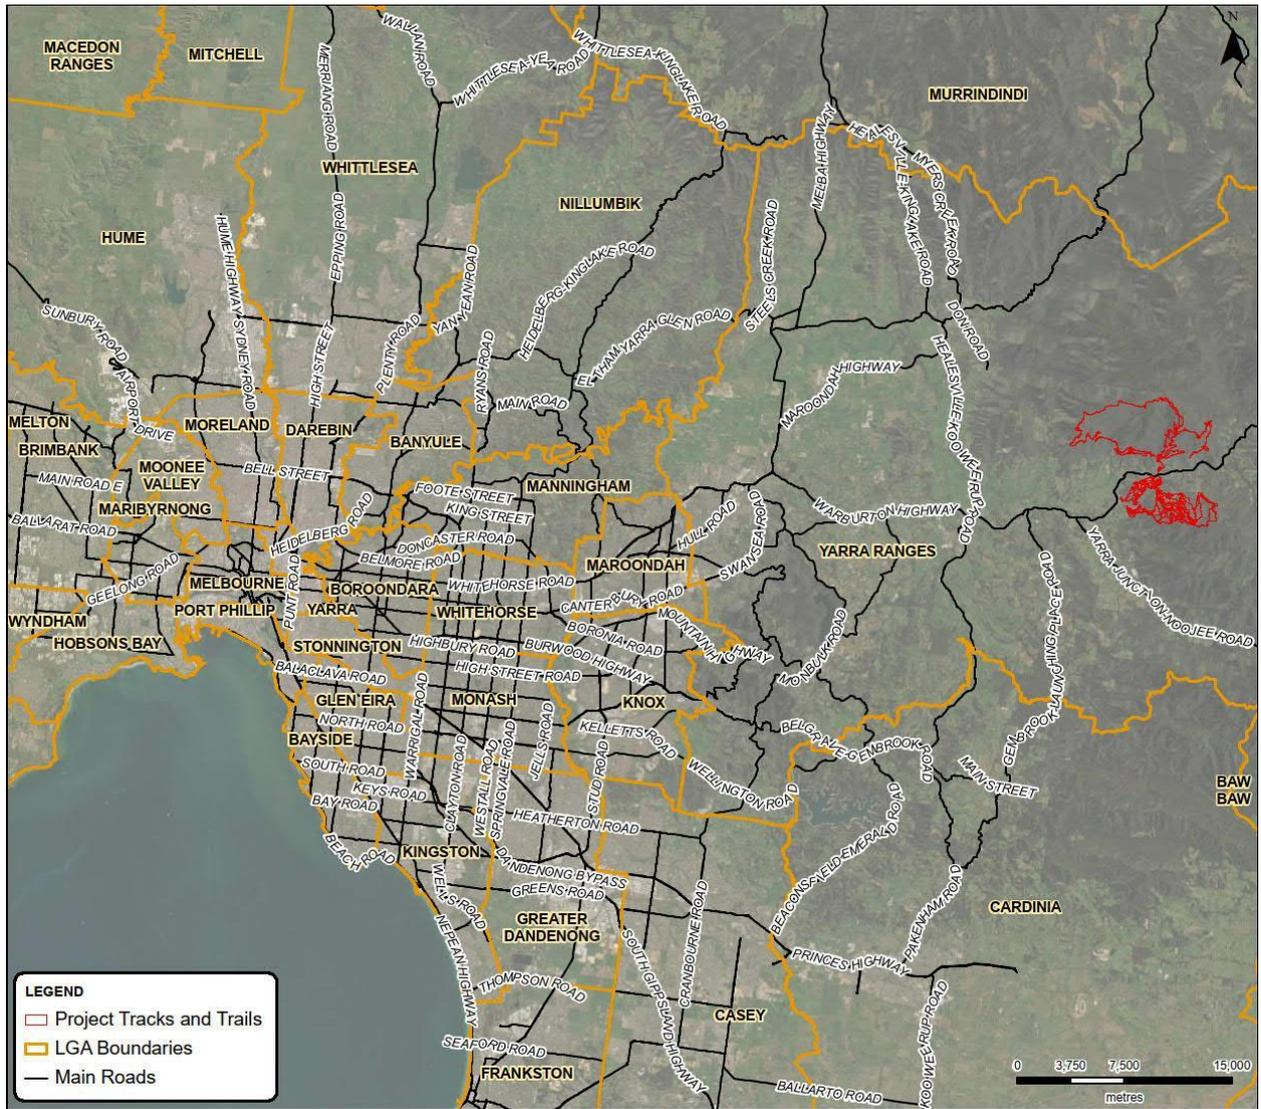 N
MACEDON
RANGES
MITCHELL
MURRINDINDI
WHITTLESEA
NILLUMBIK
HUME
WALLAN ROAD
MERRIANG ROAD
WHITTLESEA-YEA ROAD
WHITTLESEA-KINGLAKE ROAD
MELBA HIGHWAY
HEALESVILLE-KINGLAKE ROAD
MYERS CREEK ROAD
EPPING ROAD
HUME HIGHWAY
SYDNEY ROAD
YAN YEAN ROAD
HEIDELBERG-KINGLAKE ROAD
STEELS CREEK ROAD
SUNBURY ROAD
HIGH STREET
PLENTY ROAD
RYANS ROAD
ELTHAM YARRA GLEN ROAD
DON ROAD
AIRPORT DRIVE
MAIN ROAD
MAROONDAH HIGHWAY
HEALESVILLE-KOO WEE RUP ROAD
MELTON
MORELAND
DAREBIN
BANYULE
BRIMBANK
MOONEE
VALLEY
MANNINGHAM
MAIN ROAD E
BELL STREET
FOOTE STREET
KING STREET
MARIBYRNONG
BALLARAT ROAD
HEIDELBERG ROAD
DONCASTER ROAD
BELMORE ROAD
HULL ROAD
SWANSEA ROAD
WARBURTON HIGHWAY
YARRA RANGES
YARRA JUNCTION-NOOJEE ROAD
GEELONG ROAD
MELBOURNE
PUNT ROAD
BOROONDARA
WHITEHORSE ROAD
MAROONDAH
WYNDHAM
PORT PHILLIP
YARRA
WHITEHORSE
CANTERBURY ROAD
HOBSONS BAY
STONNINGTON
HIGHBURY ROAD
BURWOOD HIGHWAY
BORONIA ROAD
MOUNTAIN HIGHWAY
MONBULK ROAD
BALACLAVA ROAD
HIGH STREET ROAD
GLEN EIRA
MONASH
KNOX
NORTH ROAD
BAYSIDE
WARRIGAL ROAD
KELLETTS ROAD
BELGRAVE-GEMBROOK ROAD
GEMBROOK-LAUNCHING PLACE ROAD
SOUTH ROAD
KEYS ROAD
BAY ROAD
CLAYTON ROAD
WESTALL ROAD
SPRINGVALE ROAD
JELLS ROAD
STUD ROAD
WELLINGTON ROAD
MAIN STREET
BAW
BAW
HEATHERTON ROAD
BEACH ROAD
KINGSTON
DANDENONG BYPASS
GREENS ROAD
WELLS ROAD
BEACONSFIELD-EMERALD ROAD
NEPEAN HIGHWAY
GREATER
DANDENONG
CRANBOURNE ROAD
PAKENHAM ROAD
CARDINIA
PRINCES HIGHWAY
THOMPSON ROAD
SOUTH GIPPSLAND HIGHWAY
CASEY
KOO WEE RUP ROAD
SEAFORD ROAD
FRANKSTON
BALLARTO ROAD
LEGEND
Project Tracks and Trails
LGA Boundaries
Main Roads
0 3,750 7,500 15,000
metres